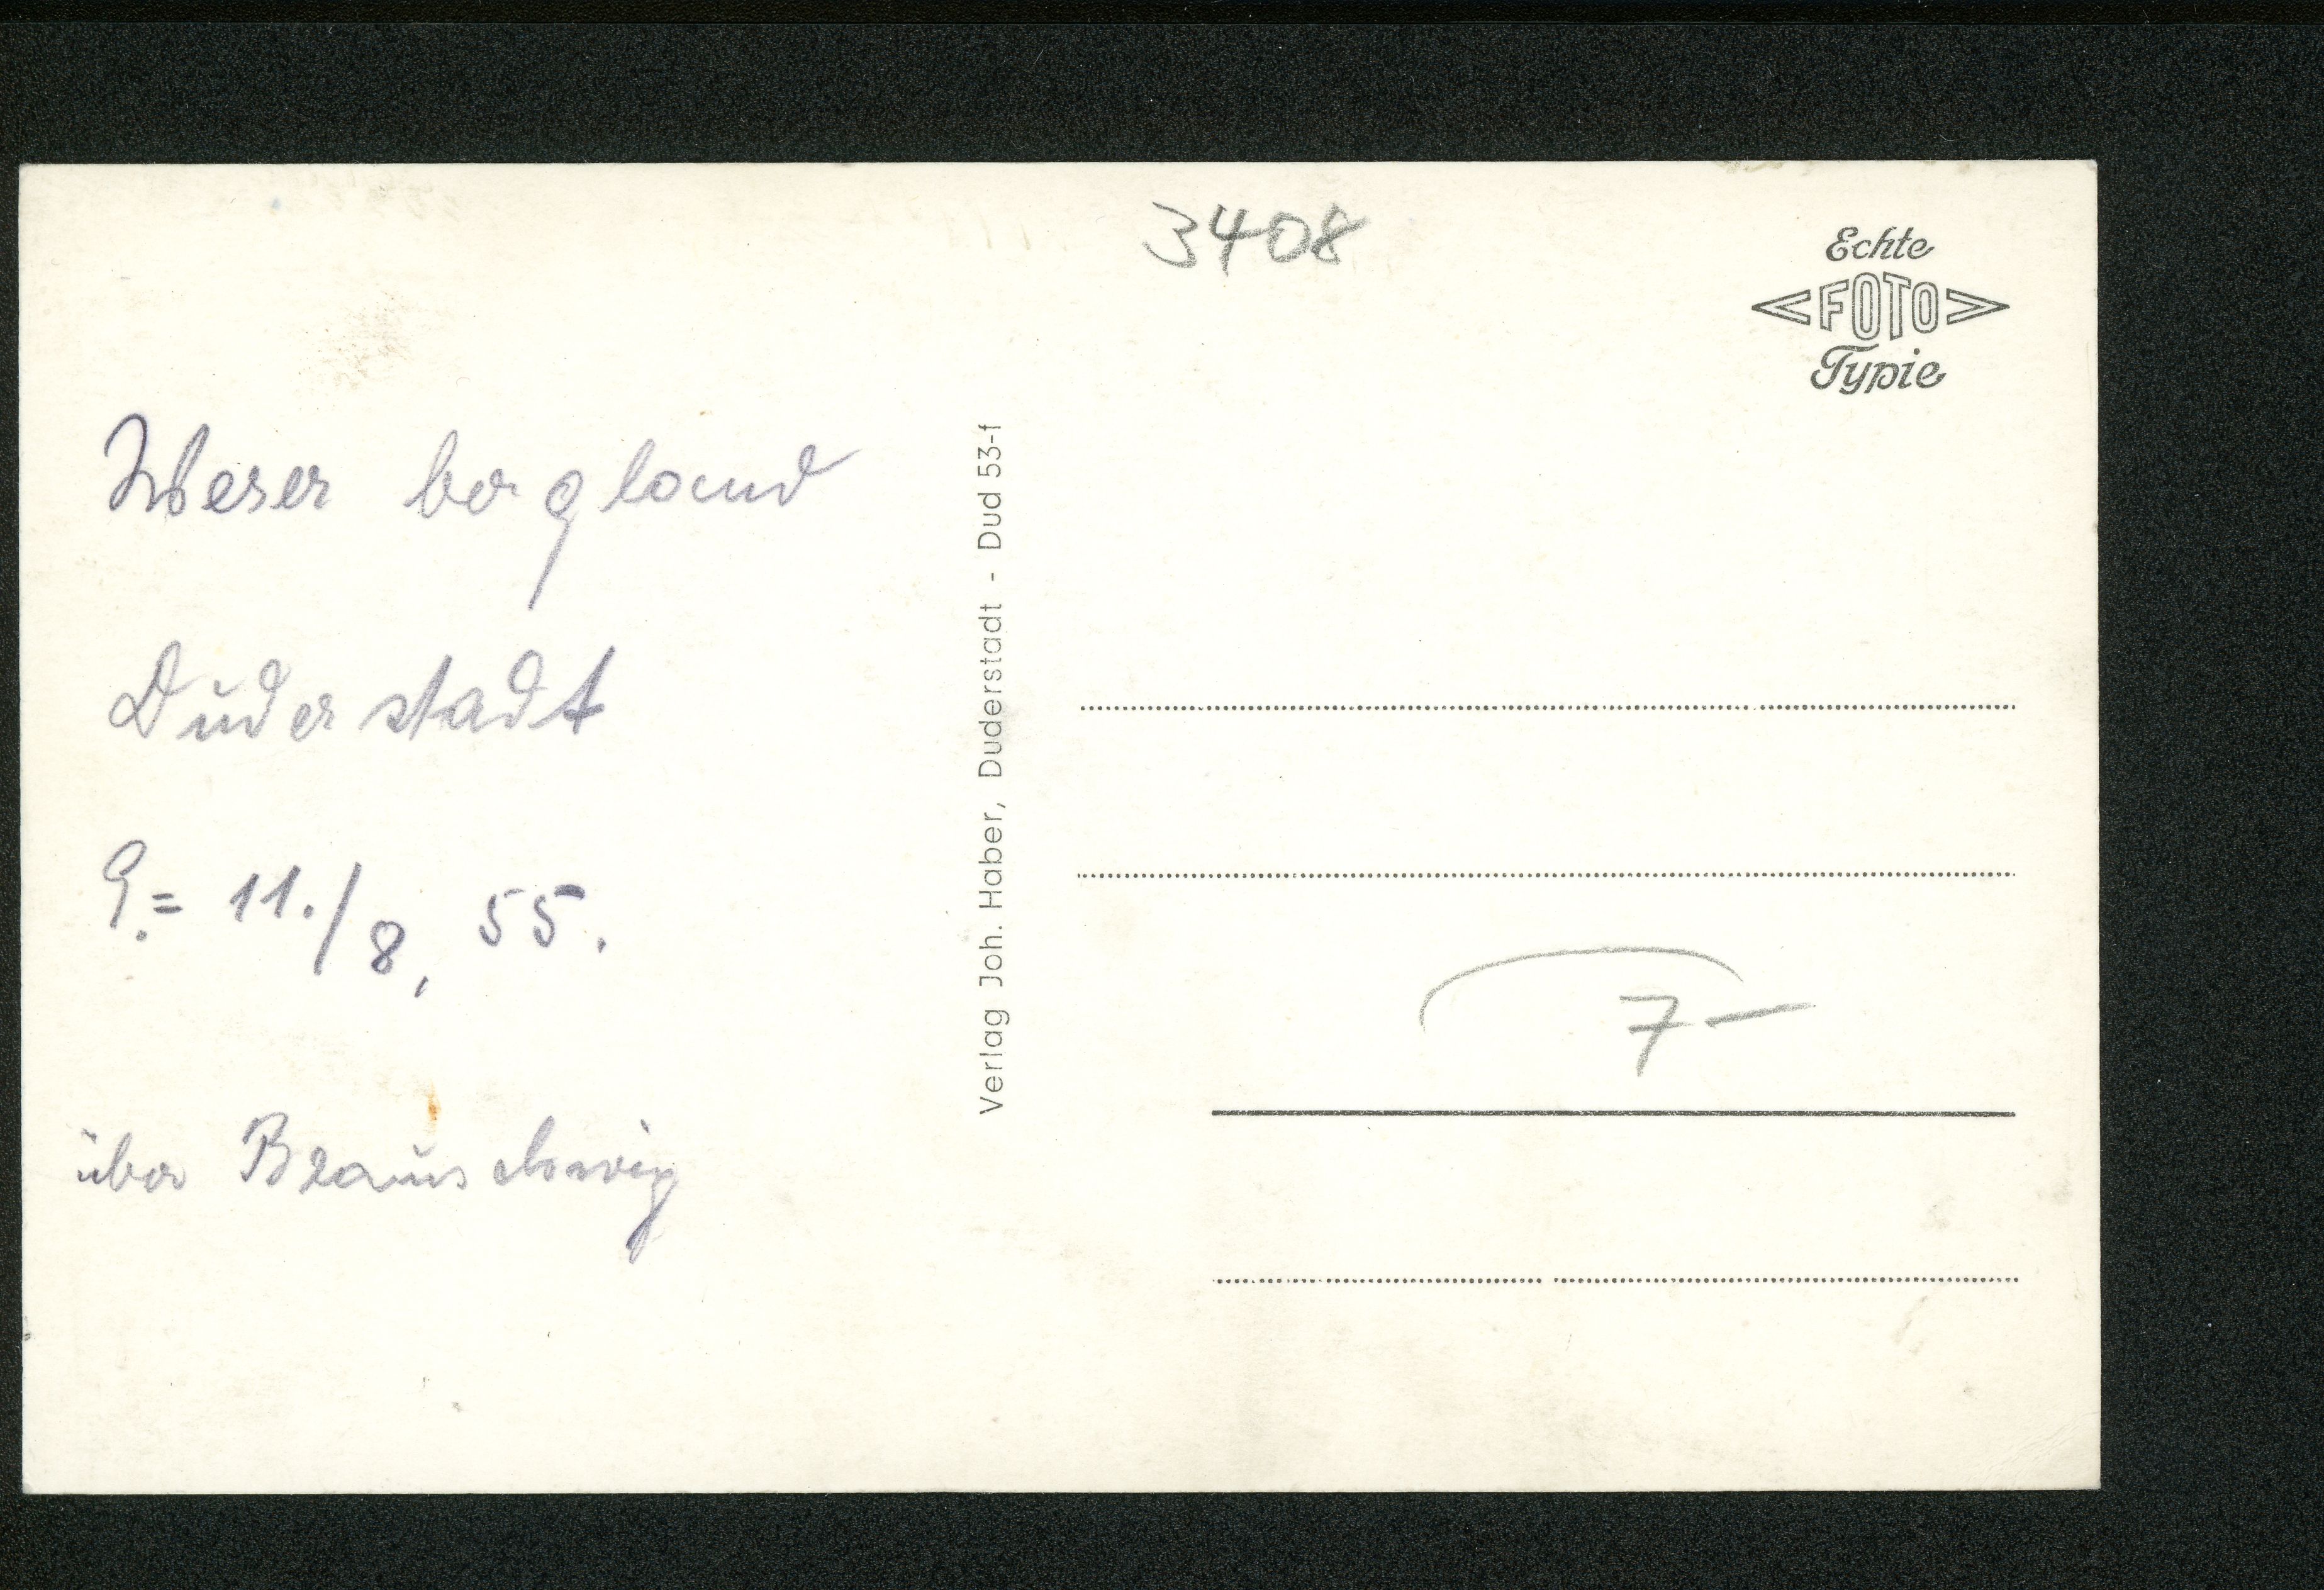 Weser bergland
Duderstadt
9.= 11./8, 55.
über Braunschweig
Verlag Joh. Haber, Duderstadt - Dud 53-f
3408
Echte
<FOTO>
Typie
7-